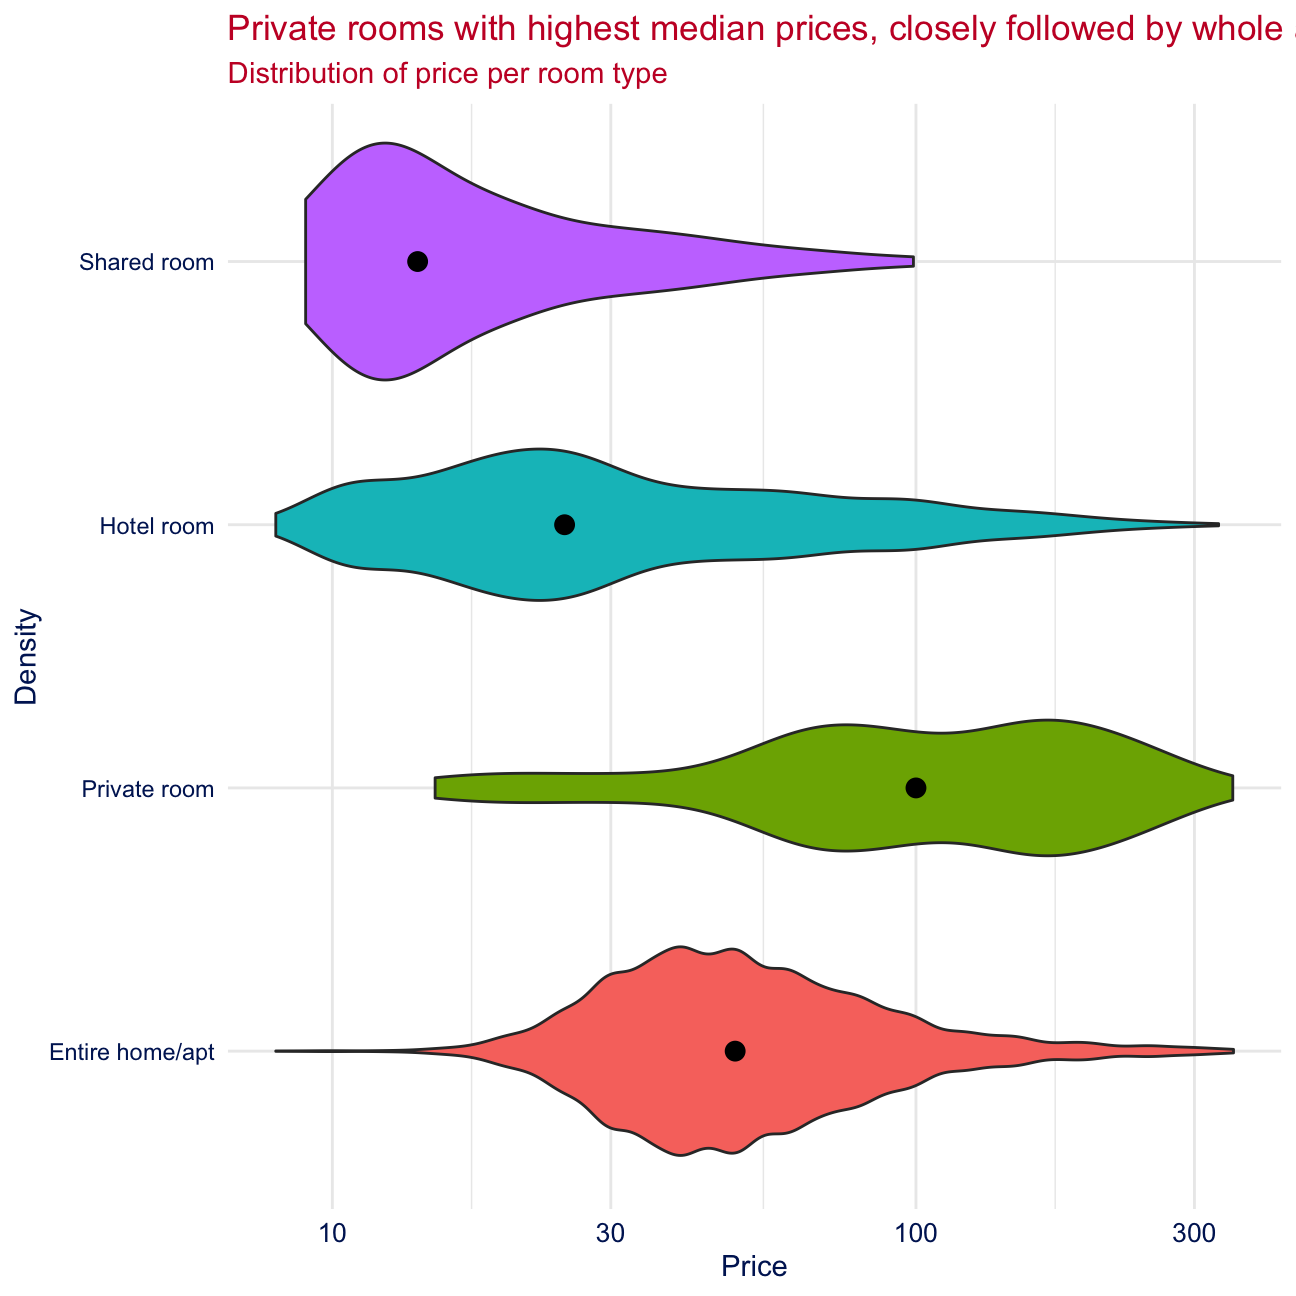 Private rooms with highest median prices, closely followed by whole
Distribution of price per room type
Shared room
Hotel room
Private room
Entire home/apt
Density
10 30 100 300
Price